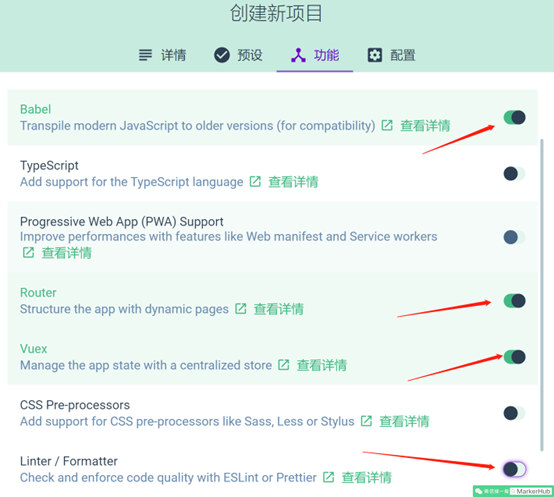 创建新项目
详情 预设 功能 配置
Babel
Transpile modern JavaScript to older versions (for compatibility) 查看详情
TypeScript
Add support for the TypeScript language 查看详情
Progressive Web App (PWA) Support
Improve performances with features like Web manifest and Service workers
查看详情
Router
Structure the app with dynamic pages 查看详情
Vuex
Manage the app state with a centralized store 查看详情
CSS Pre-processors
Add support for CSS pre-processors like Sass, Less or Stylus 查看详情
Linter / Formatter
Check and enforce code quality with ESLint or Prettier 查看详情
MarkerHub